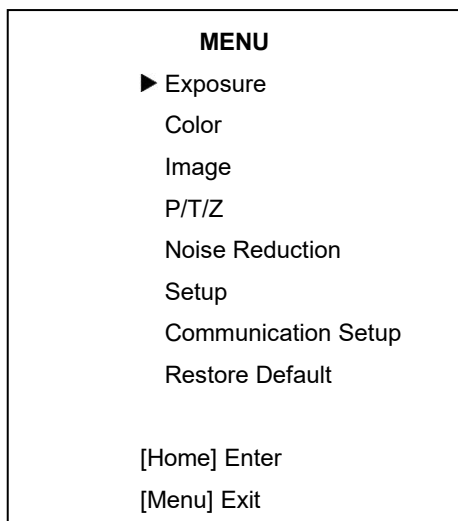 MENU
▶ Exposure
Color
Image
P/T/Z
Noise Reduction
Setup
Communication Setup
Restore Default
[Home] Enter
[Menu] Exit